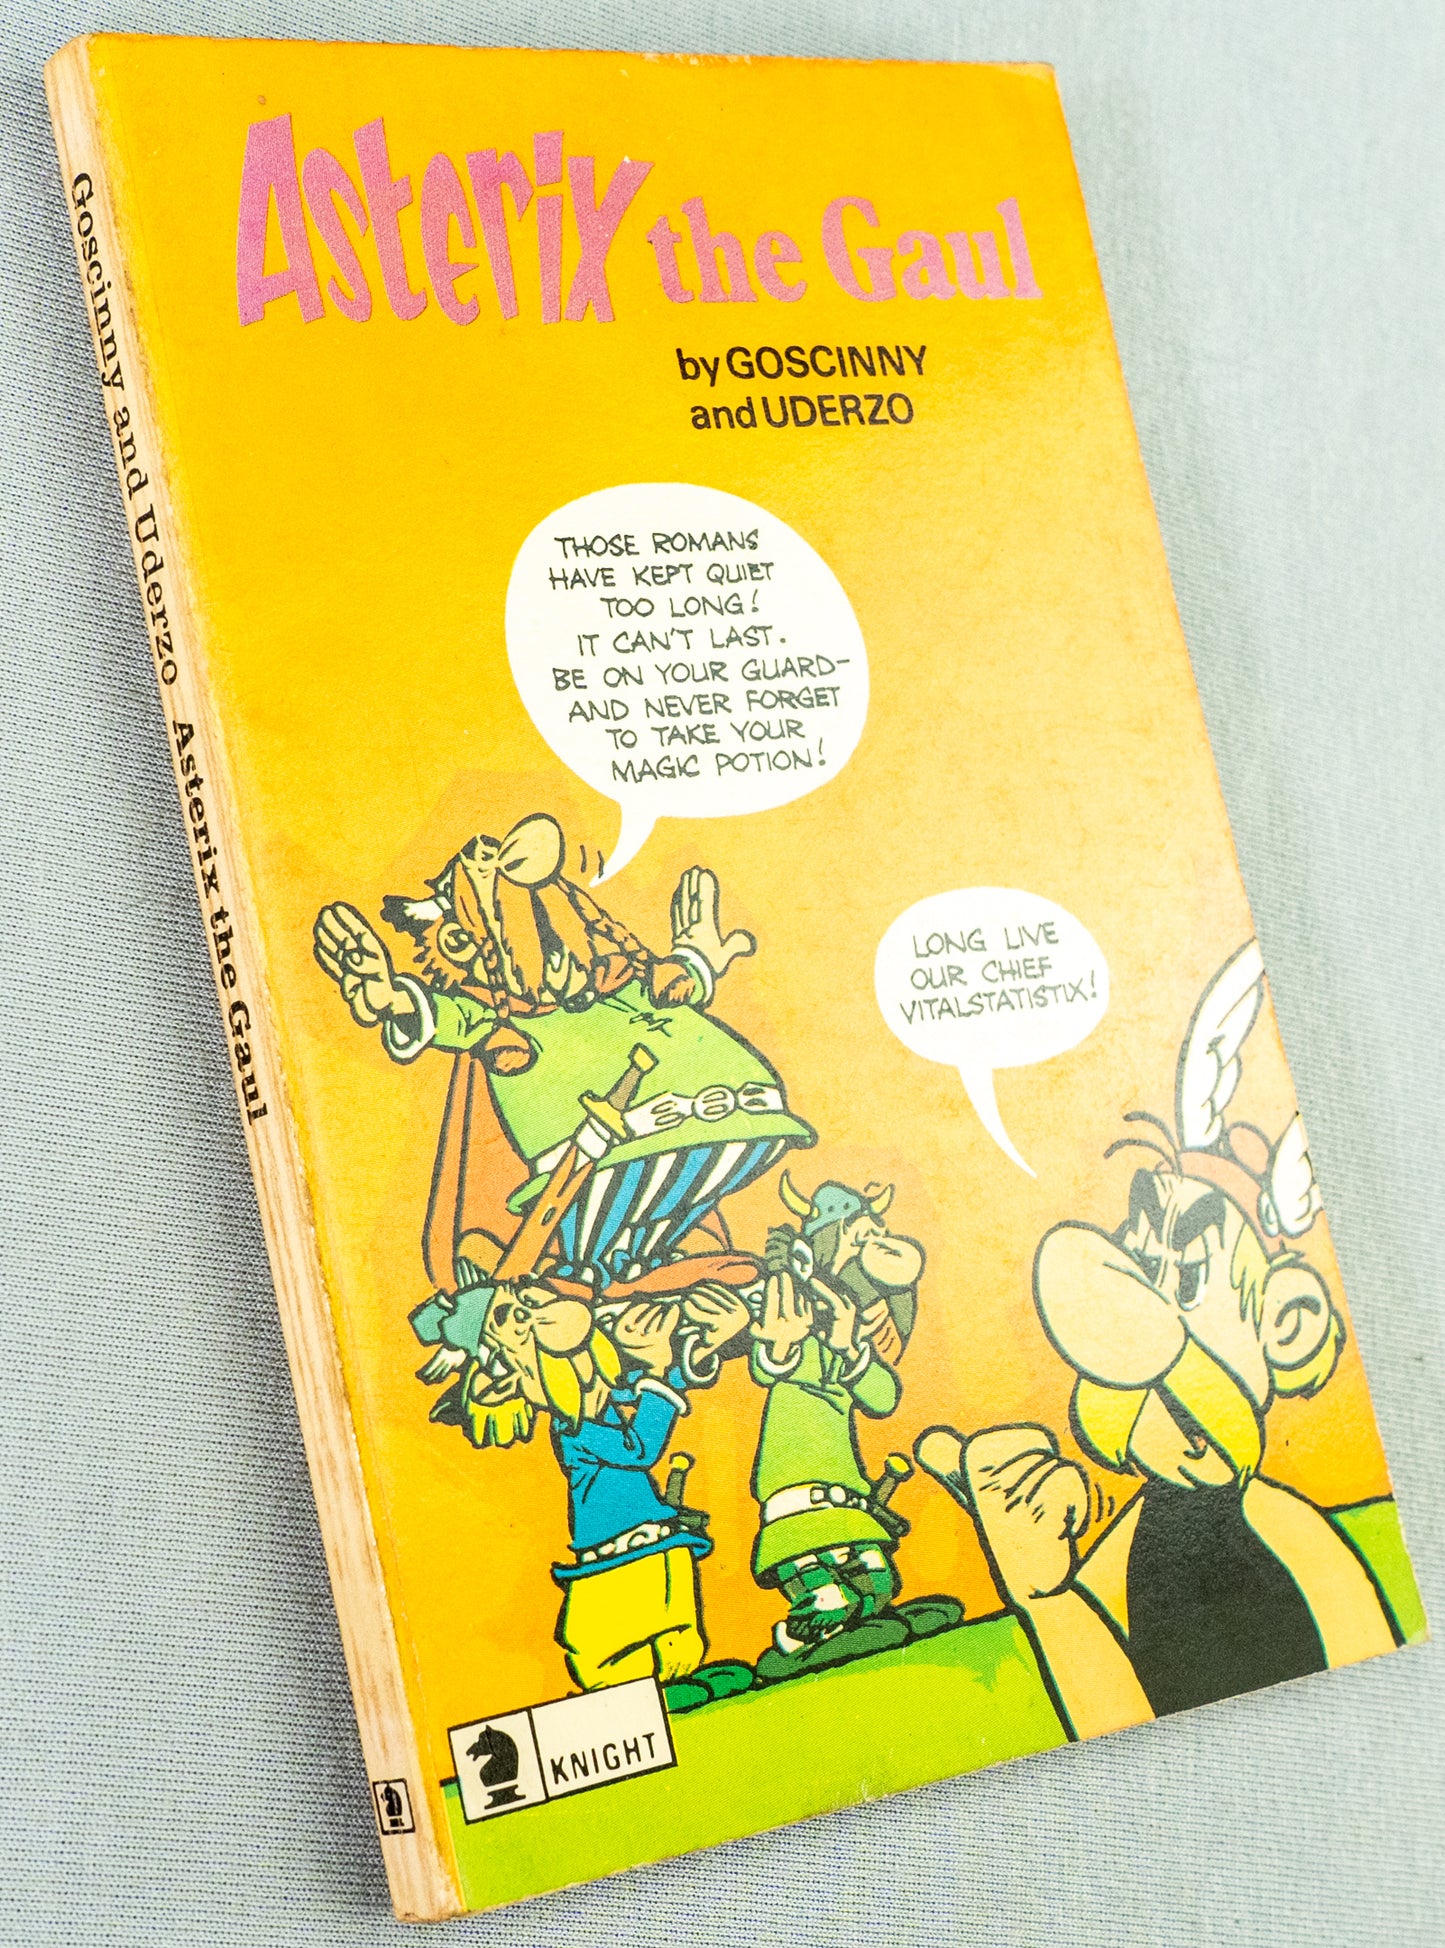 Asterix the Gaul
by GOSCINNY
and UDERZO
THOSE ROMANS
HAVE KEPT QUIET
TOO LONG!
IT CAN'T LAST.
BE ON YOUR GUARD-
AND NEVER FORGET
TO TAKE YOUR
MAGIC POTION!
LONG LIVE
OUR CHIEF
VITALSTATISTIX!
KNIGHT
Goscinny and Uderzo Asterix the Gaul